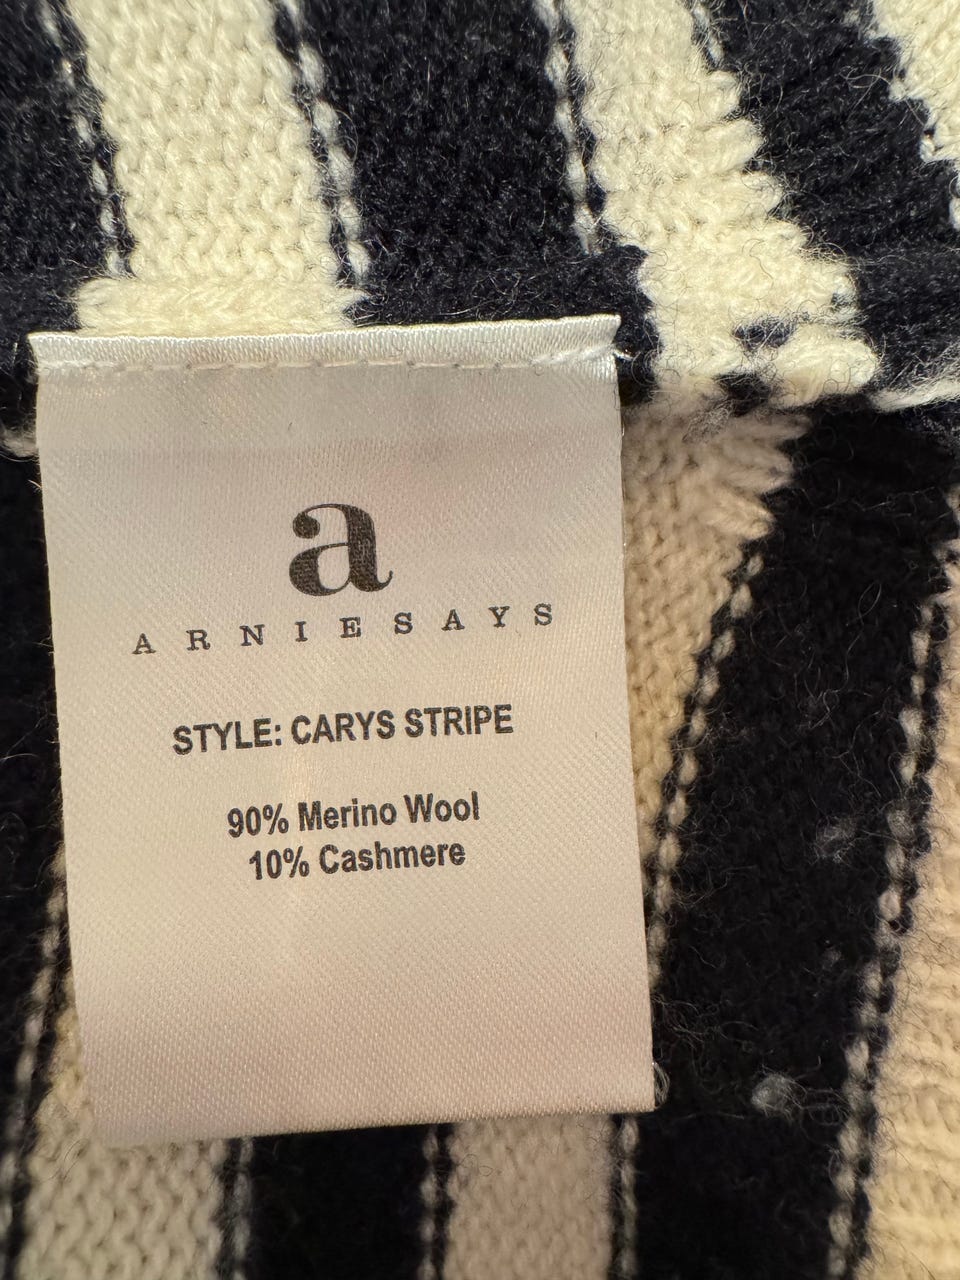 a
ARNIESAYS
STYLE: CARYS STRIPE
90% Merino Wool
10% Cashmere